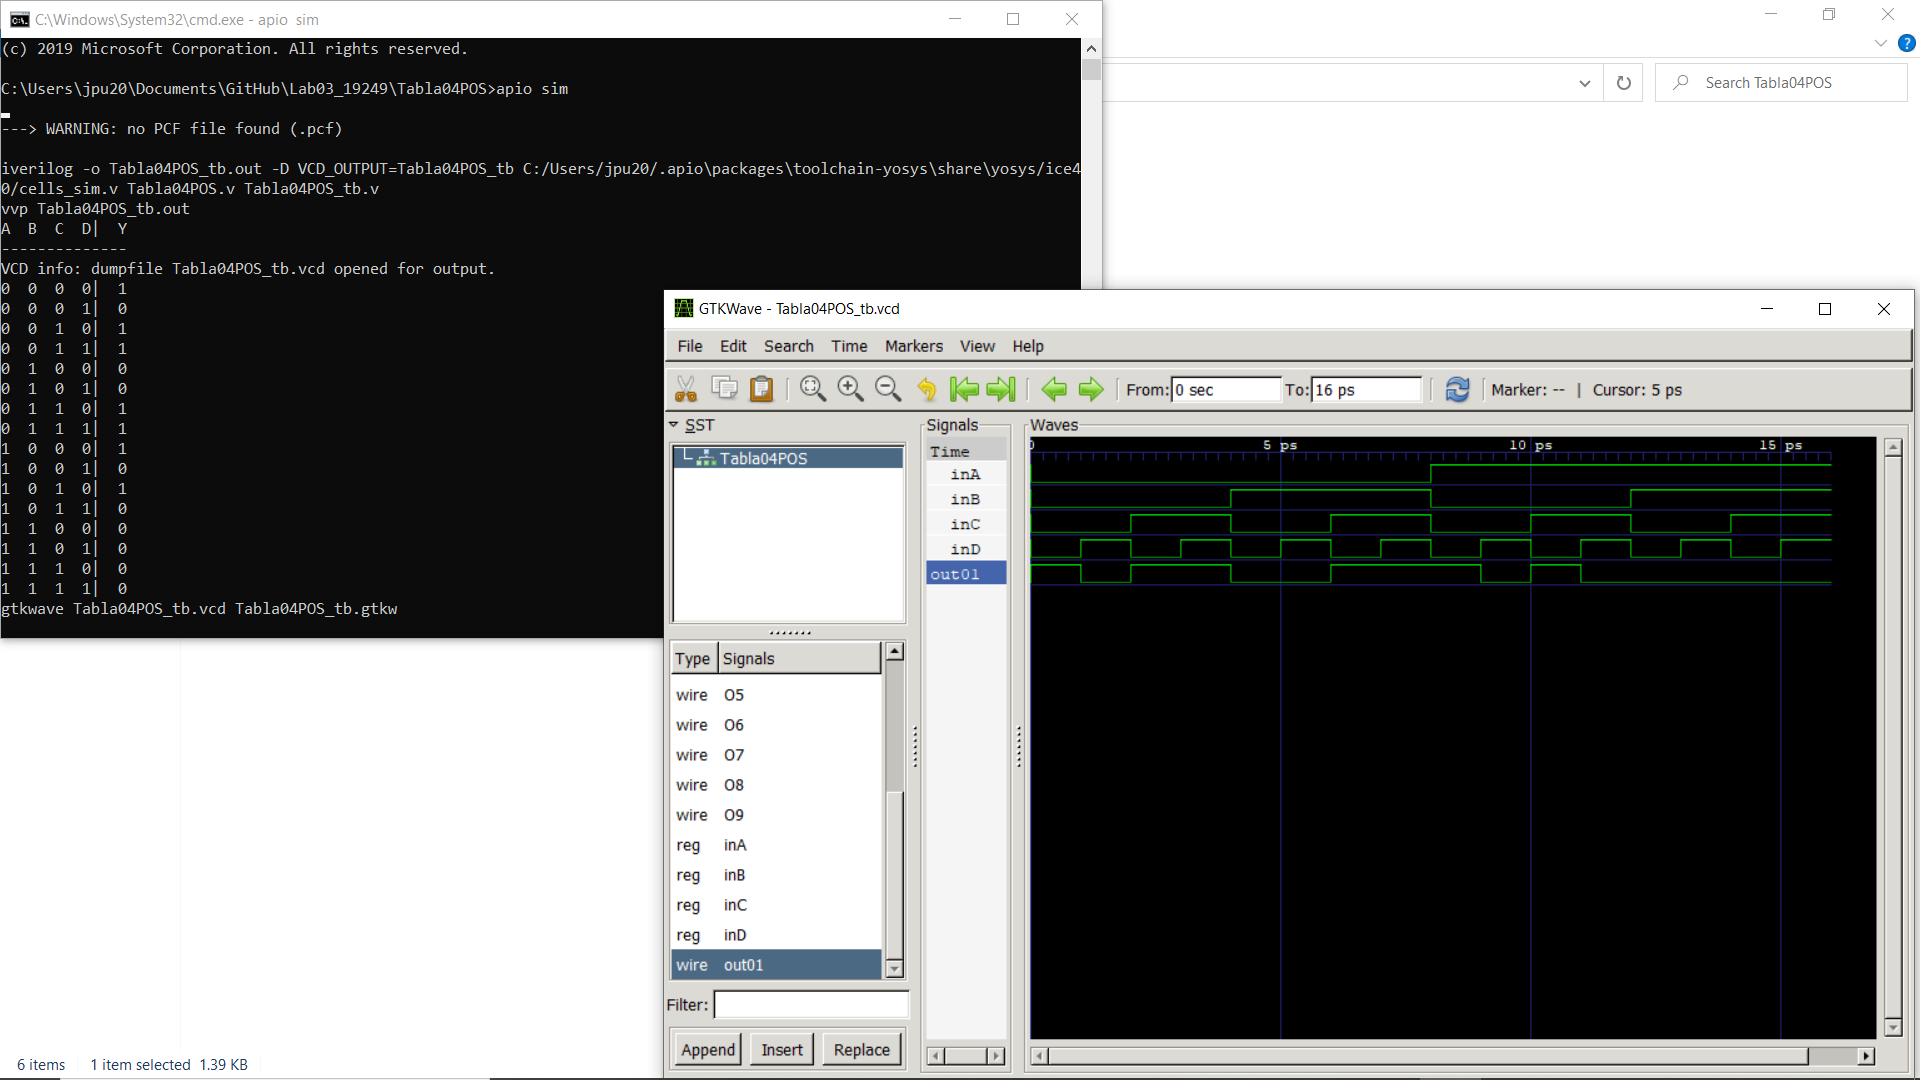 C:\Windows\System32\cmd.exe - apio  sim
(c) 2019 Microsoft Corporation. All rights reserved.
C:\Users\jpu20\Documents\GitHub\Lab03_19249\Tabla04POS>apio sim
---> WARNING: no PCF file found (.pcf)
iverilog -o Tabla04POS_tb.out -D VCD_OUTPUT=Tabla04POS_tb C:/Users/jpu20/.apio\packages\toolchain-yosys\share\yosys/ice4
0/cells_sim.v Tabla04POS.v Tabla04POS_tb.v
vvp Tabla04POS_tb.out
A  B  C  D|  Y
--------------
VCD info: dumpfile Tabla04POS_tb.vcd opened for output.
0  0  0  0|  1
0  0  0  1|  0
0  0  1  0|  1
0  0  1  1|  1
0  1  0  0|  0
0  1  0  1|  0
0  1  1  0|  1
0  1  1  1|  1
1  0  0  0|  1
1  0  0  1|  0
1  0  1  0|  1
1  0  1  1|  0
1  1  0  0|  0
1  1  0  1|  0
1  1  1  0|  0
1  1  1  1|  0
gtkwave Tabla04POS_tb.vcd Tabla04POS_tb.gtkw
?
Search Tabla04POS
GTKWave - Tabla04POS_tb.vcd
File Edit Search Time Markers View Help
From: 0 sec To: 16 ps Marker: -- | Cursor: 5 ps
SST
Tabla04POS
Type Signals
wire O5
wire O6
wire O7
wire O8
wire O9
reg inA
reg inB
reg inC
reg inD
wire out01
Filter:
Append Insert Replace
Signals
Time
inA
inB
inC
inD
out01
Waves
0 5 ps 10 ps 15 ps
6 items 1 item selected 1.39 KB